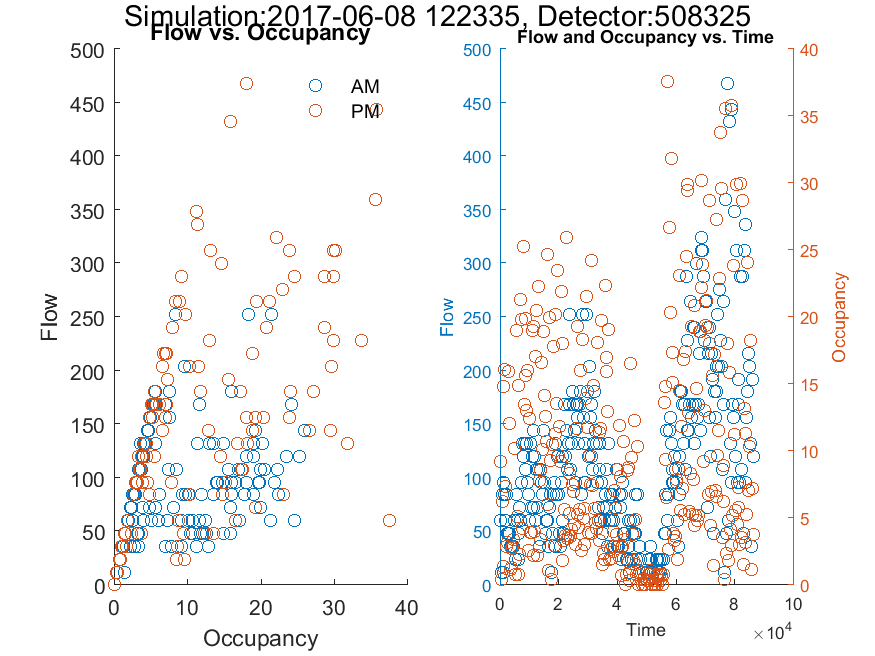 Simulation:2017-06-08 122335, Detector:508325
Flow vs. Occupancy
Flow and Occupancy vs. Time
AM
PM
Flow
500
450
400
350
300
250
200
150
100
50
0
0 10 20 30 40
Occupancy
Flow
500
450
400
350
300
250
200
150
100
50
0
0 2 4 6 8 10
×10⁴
Time
40
35
30
25
20
15
10
5
0
Occupancy